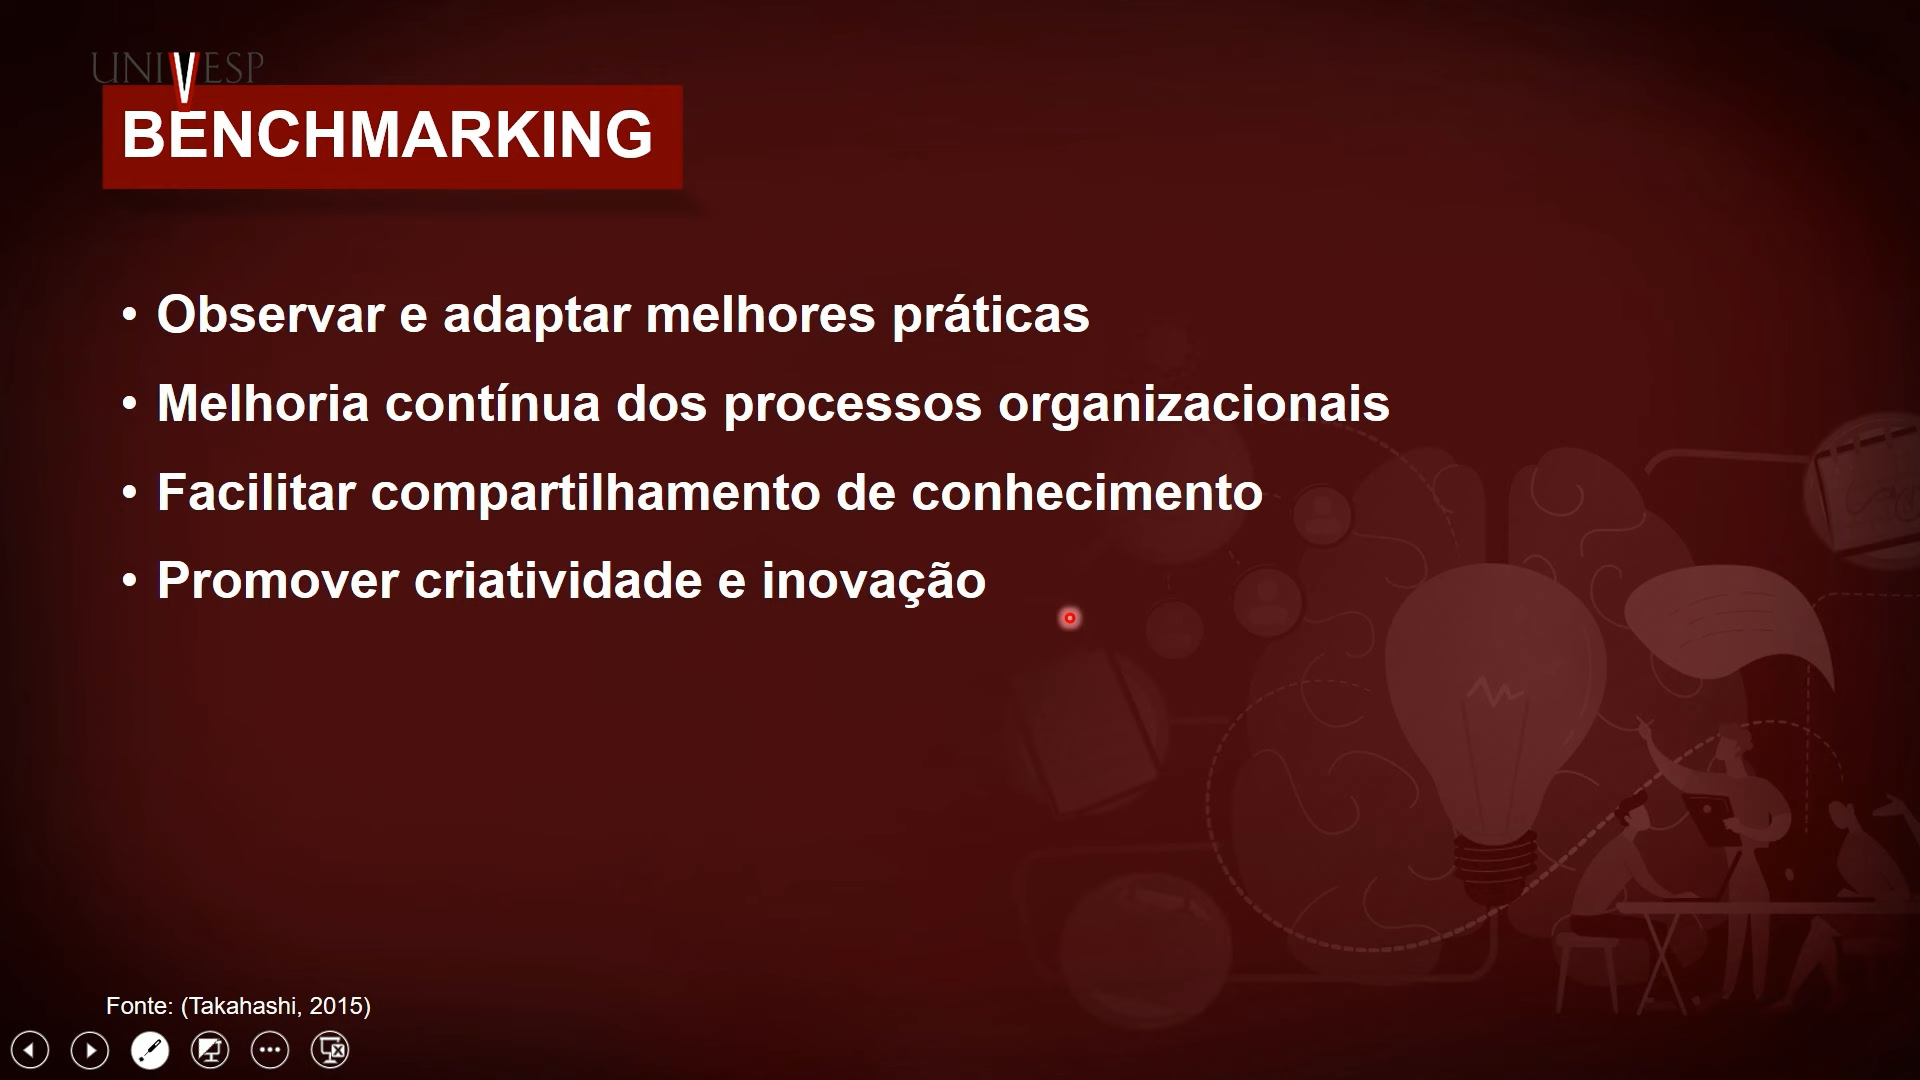 UNIVESP
BENCHMARKING
• Observar e adaptar melhores práticas
• Melhoria contínua dos processos organizacionais
• Facilitar compartilhamento de conhecimento
• Promover criatividade e inovação
Fonte: (Takahashi, 2015)